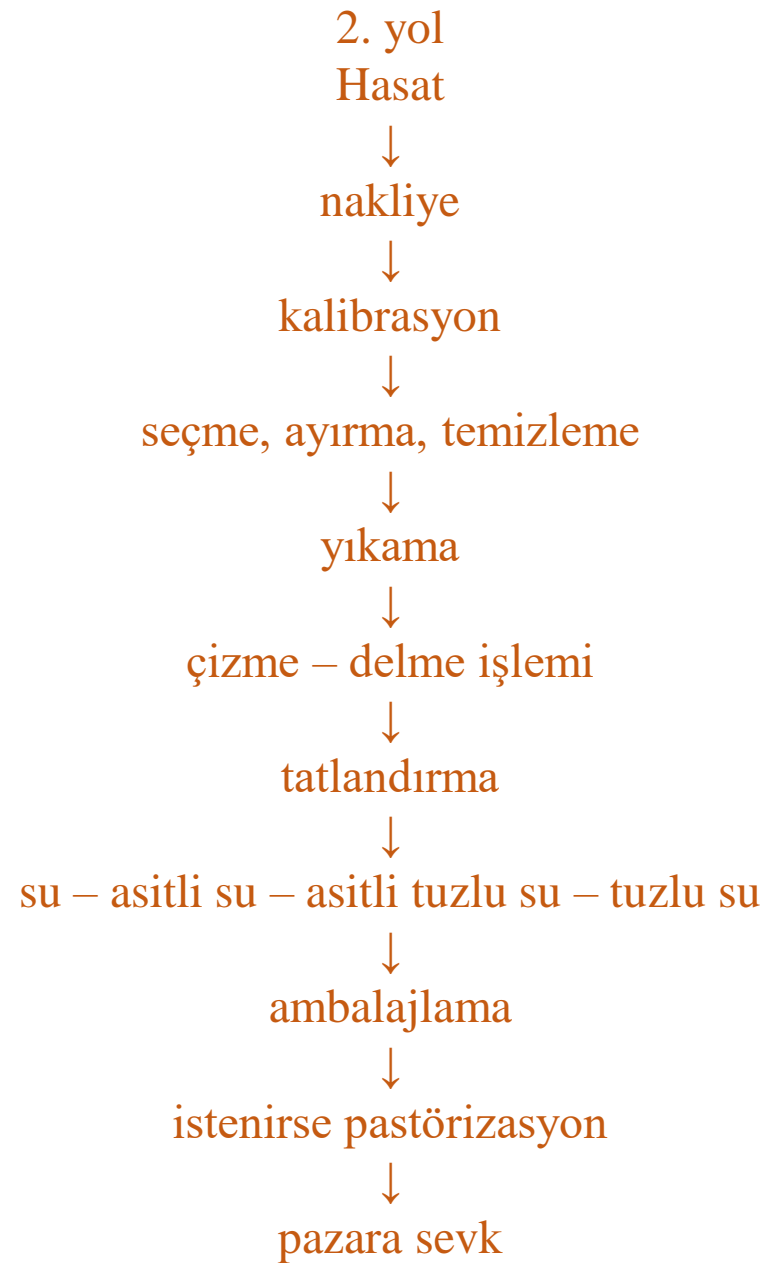 2. yol
Hasat
↓
nakliye
↓
kalibrasyon
↓
seçme, ayırma, temizleme
↓
yıkama
↓
çizme – delme işlemi
↓
tatlandırma
↓
su – asitli su – asitli tuzlu su – tuzlu su
↓
ambalajlama
↓
istenirse pastörizasyon
↓
pazara sevk